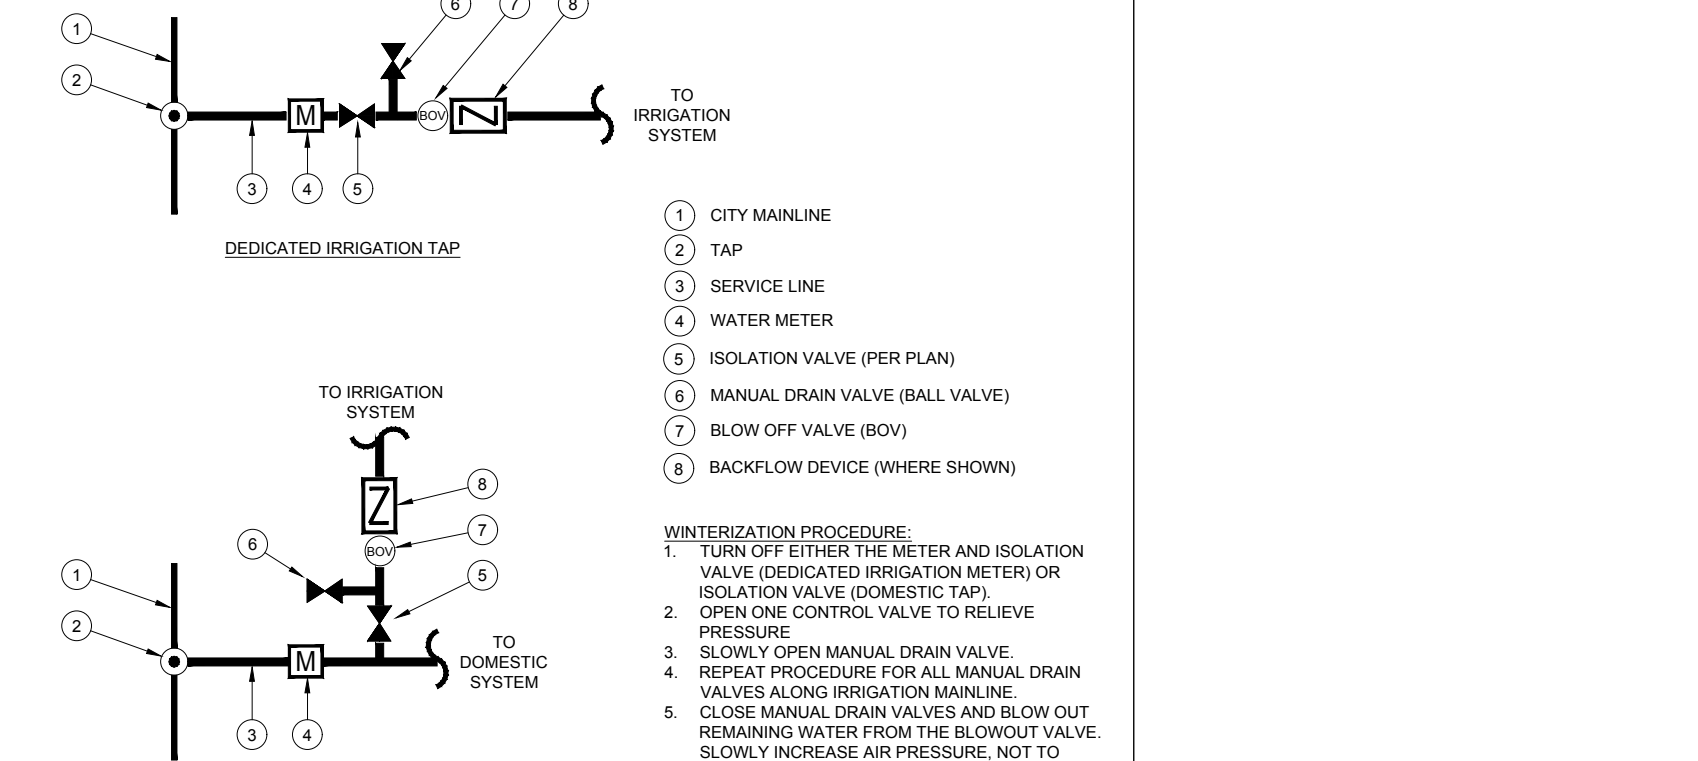 6 7 8
1
2
M
BOV
TO
IRRIGATION
SYSTEM
3 4 5
DEDICATED IRRIGATION TAP
1 CITY MAINLINE
2 TAP
3 SERVICE LINE
4 WATER METER
5 ISOLATION VALVE (PER PLAN)
6 MANUAL DRAIN VALVE (BALL VALVE)
7 BLOW OFF VALVE (BOV)
8 BACKFLOW DEVICE (WHERE SHOWN)
TO IRRIGATION
SYSTEM
8
Z
7
6
BOV
5
1
2
M
TO
DOMESTIC
SYSTEM
3 4
WINTERIZATION PROCEDURE:
1. TURN OFF EITHER THE METER AND ISOLATION
VALVE (DEDICATED IRRIGATION METER) OR
ISOLATION VALVE (DOMESTIC TAP).
2. OPEN ONE CONTROL VALVE TO RELIEVE
PRESSURE
3. SLOWLY OPEN MANUAL DRAIN VALVE.
4. REPEAT PROCEDURE FOR ALL MANUAL DRAIN
VALVES ALONG IRRIGATION MAINLINE.
5. CLOSE MANUAL DRAIN VALVES AND BLOW OUT
REMAINING WATER FROM THE BLOWOUT VALVE.
SLOWLY INCREASE AIR PRESSURE, NOT TO